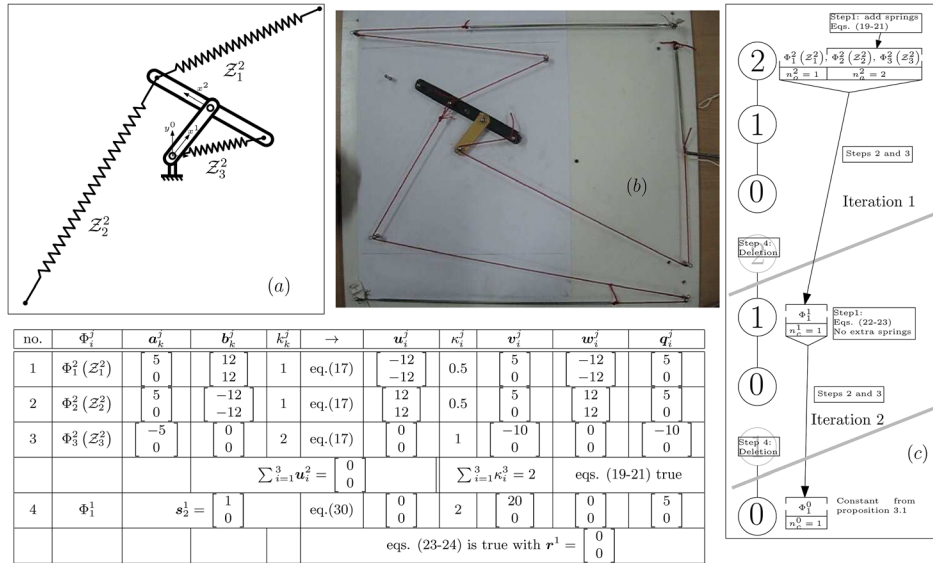 Z_1^2
x^2
y^0
x^1
Z_3^2
Z_2^2
(a)
(b)
no. Φ_i^j a_k^j b_k^j k_k^j → u_i^j κ_i^j v_i^j w_i^j q_i^j
1 Φ_1^2 (Z_1^2) [5 0] [12 12] 1 eq.(17) [-12 -12] 0.5 [5 0] [-12 -12] [5 0]
2 Φ_2^2 (Z_2^2) [5 0] [-12 -12] 1 eq.(17) [12 12] 0.5 [5 0] [12 12] [5 0]
3 Φ_3^2 (Z_3^2) [-5 0] [0 0] 2 eq.(17) [0 0] 1 [-10 0] [0 0] [-10 0]
∑_{i=1}^3 u_i^2 = [0 0] ∑_{i=1}^3 κ_i^3 = 2 eqs. (19-21) true
4 Φ_1^1 s_2^1 = [1 0] eq.(30) [0 0] 2 [20 0] [0 0] [5 0]
eqs. (23-24) is true with r^1 = [0 0]
Step1: add springs
Eqs. (19-21)
2
Φ_1^2 (Z_1^2), Φ_2^2 (Z_2^2), Φ_3^2 (Z_3^2)
n_o^2 = 1 n_a^2 = 2
1
Steps 2 and 3
0
Iteration 1
Step 4:
Deletion
2
1
Φ_1^1
n_c^1 = 1
Step1:
Eqs. (22-23)
No extra springs
0
Steps 2 and 3
Iteration 2
Step 4:
Deletion
(c)
0
Φ_1^0
n_c^0 = 1
Constant from
proposition 3.1